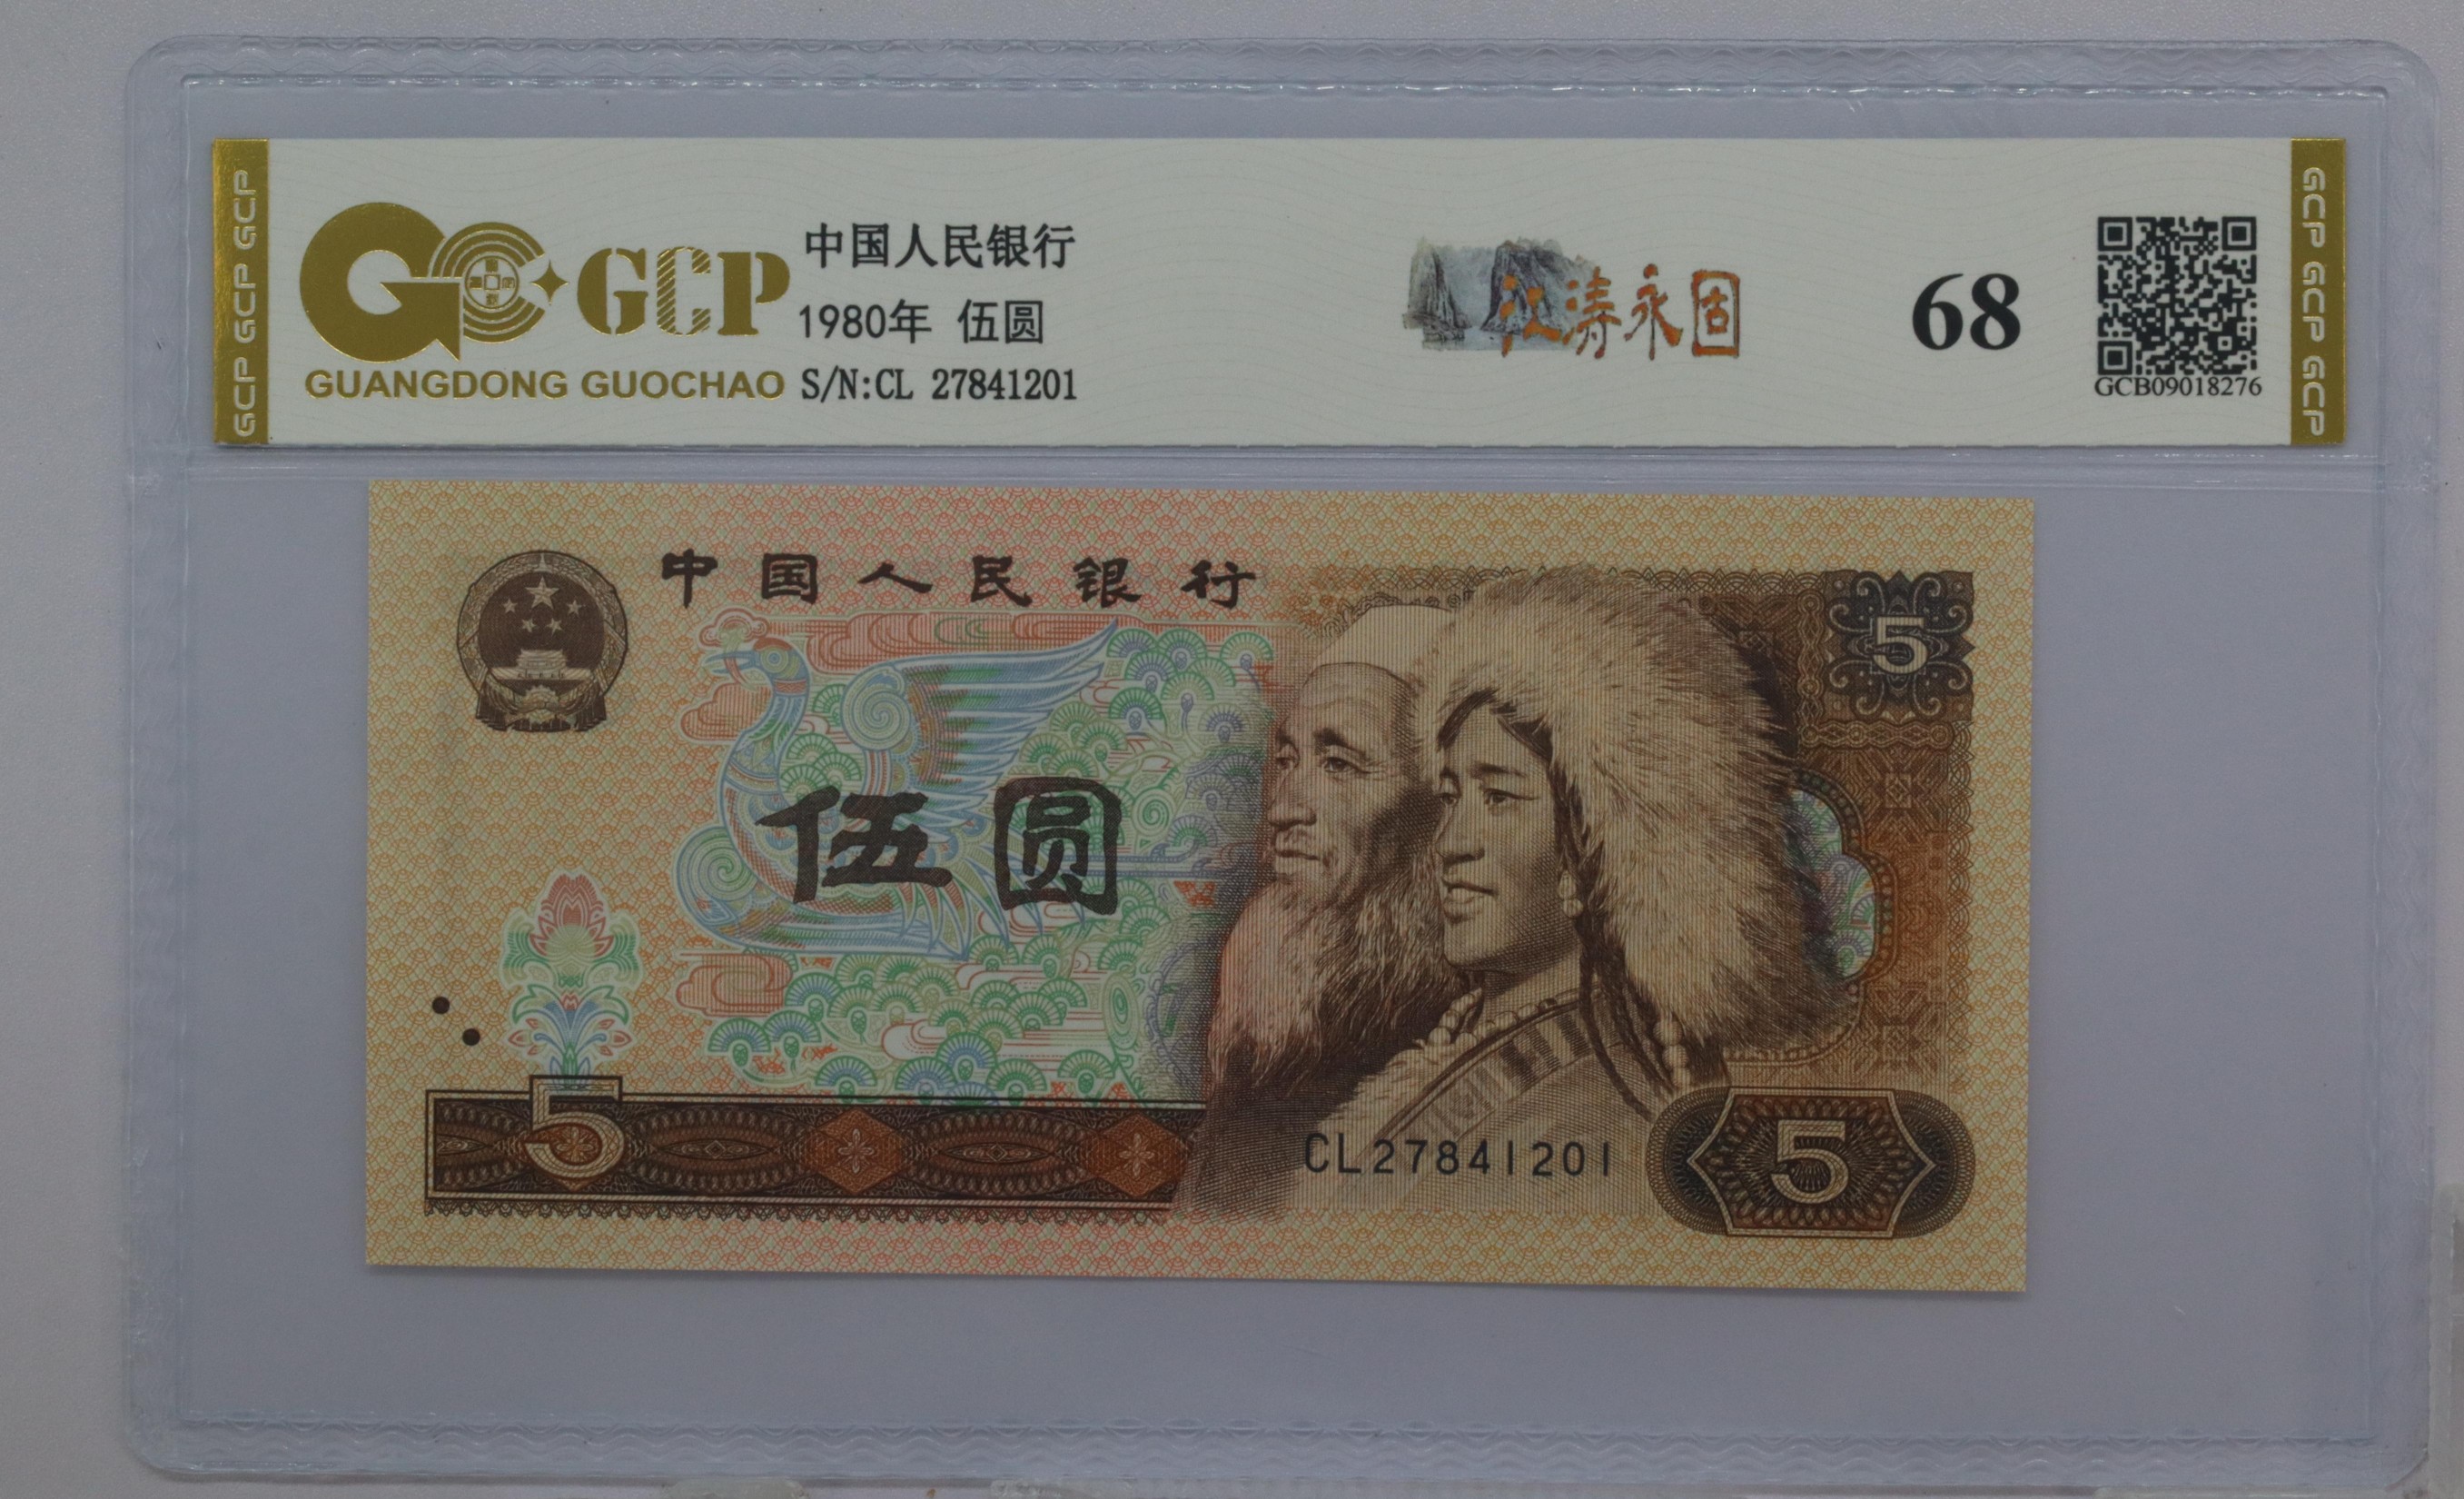 GCP GCP GCP
GCP
GUANGDONG GUOCHAO
中国人民银行
1980年 伍圆
S/N:CL 27841201
江涛永固
68
GCB09018276
GCP GCP GCP
中国人民银行
5
伍圆
5
CL27841201
5